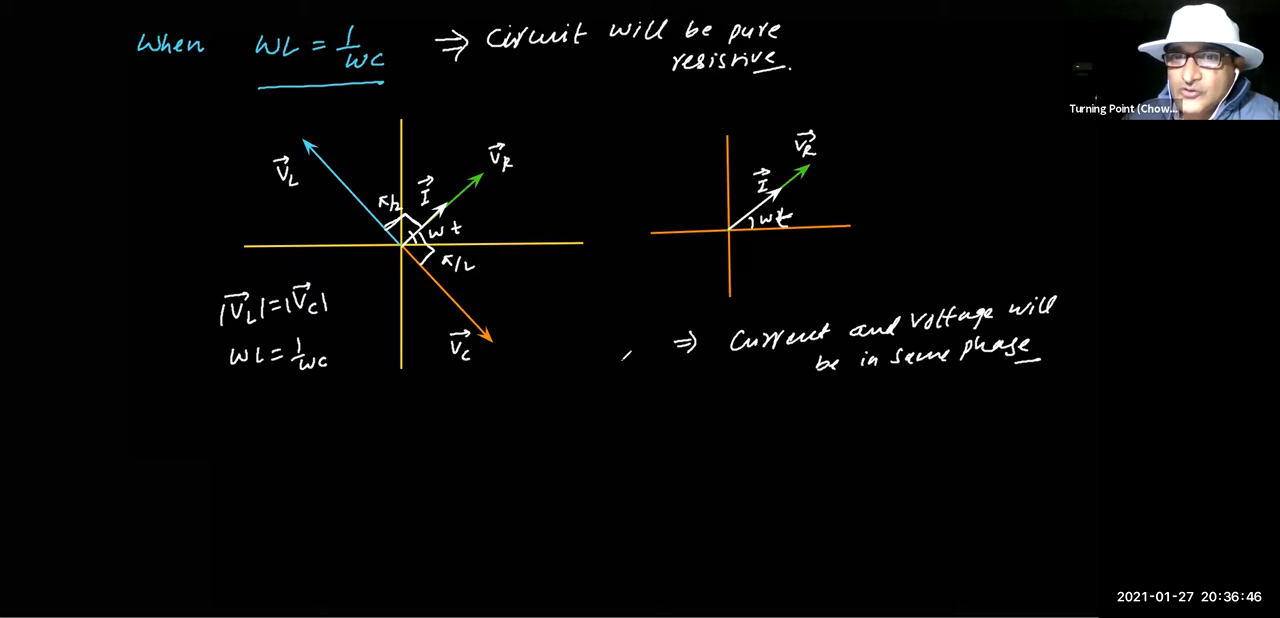 When ωL = 1/ωC ⇒ Circuit will be pure
resistive.
Turning Point (Chow...
V⃗L
π/2
I⃗
V⃗R
ωt
π/2
V⃗C
|V⃗L| = |V⃗C|
ωL = 1/ωC
V⃗R
I⃗
ωt
⇒ Current and voltage will
be in same phase
2021-01-27 20:36:46